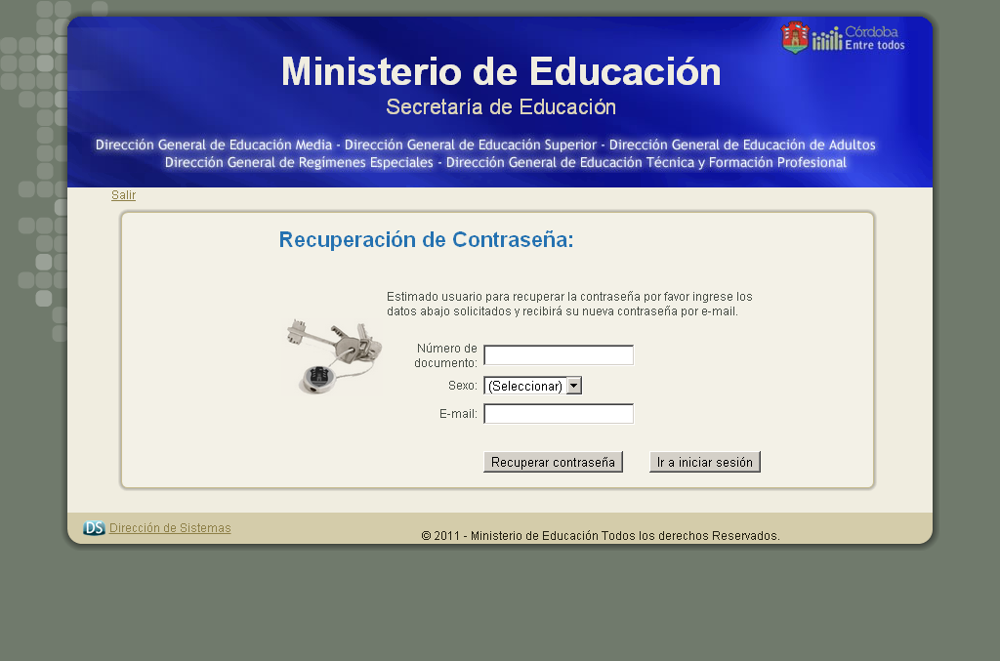 Córdoba
Entre todos
Ministerio de Educación
Secretaría de Educación
Dirección General de Educación Media - Dirección General de Educación Superior - Dirección General de Educación de Adultos
Dirección General de Regímenes Especiales - Dirección General de Educación Técnica y Formación Profesional
Salir
Recuperación de Contraseña:
Estimado usuario para recuperar la contraseña por favor ingrese los
datos abajo solicitados y recibirá su nueva contraseña por e-mail.
Número de
documento:
Sexo: (Seleccionar)
E-mail:
Recuperar contraseña Ir a iniciar sesión
DS Dirección de Sistemas
© 2011 - Ministerio de Educación Todos los derechos Reservados.